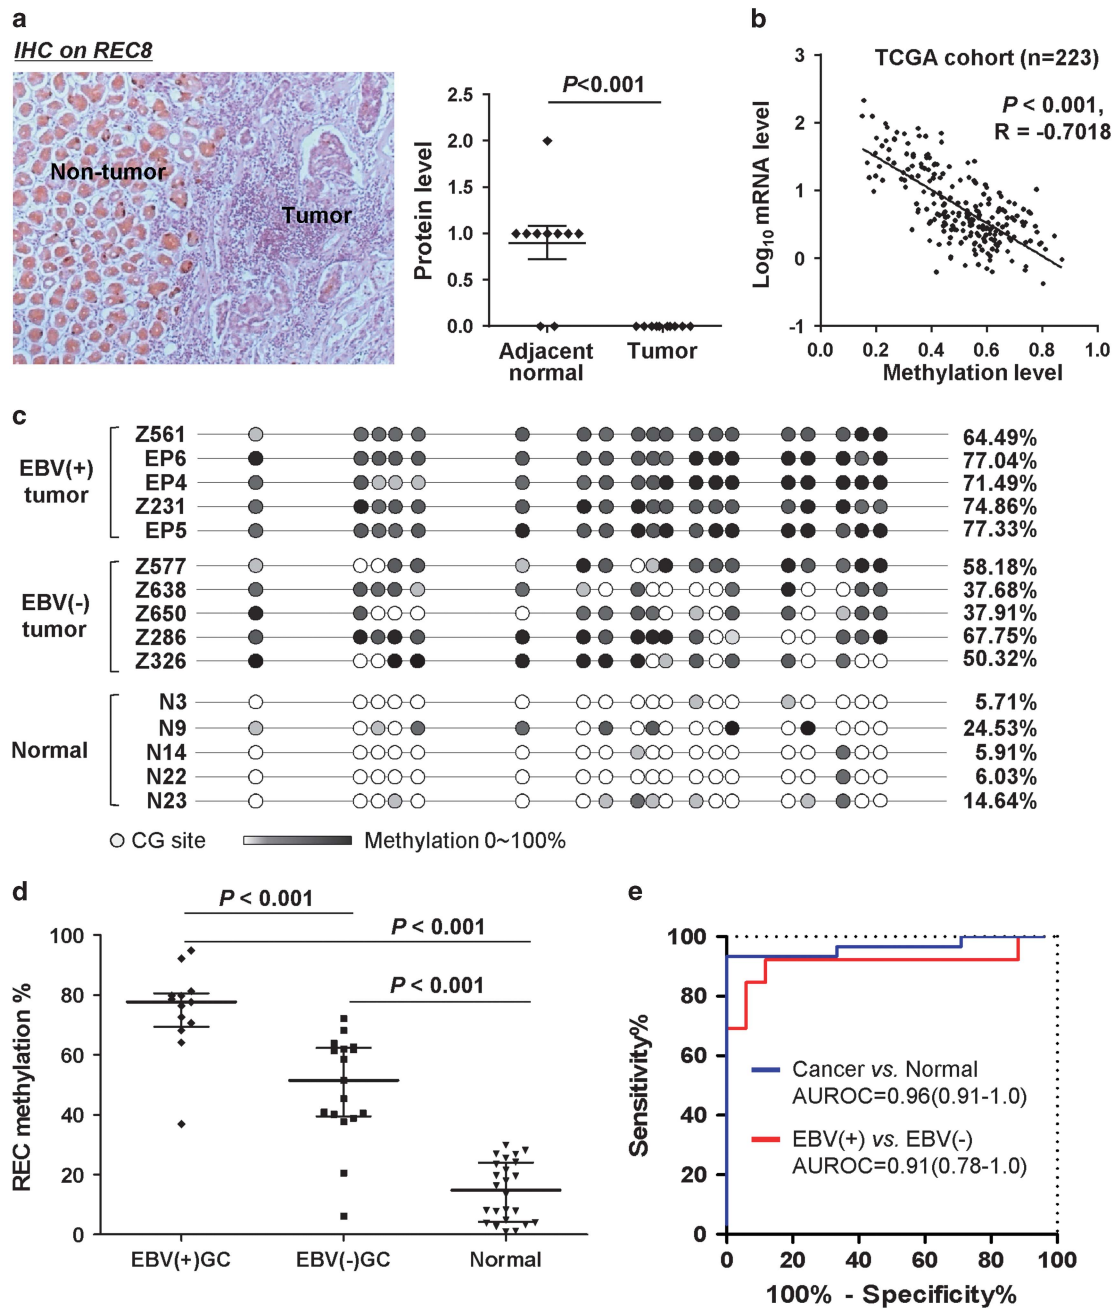 a
IHC on REC8
Non-tumor
Tumor
Protein level
2.5
2.0
1.5
1.0
0.5
0.0
P<0.001
Adjacent normal
Tumor
b
TCGA cohort (n=223)
P < 0.001,
R = -0.7018
Log10 mRNA level
3
2
1
0
-1
0.0 0.2 0.4 0.6 0.8 1.0
Methylation level
c
EBV(+) tumor
Z561 64.49%
EP6 77.04%
EP4 71.49%
Z231 74.86%
EP5 77.33%
EBV(-) tumor
Z577 58.18%
Z638 37.68%
Z650 37.91%
Z286 67.75%
Z326 50.32%
Normal
N3 5.71%
N9 24.53%
N14 5.91%
N22 6.03%
N23 14.64%
CG site
Methylation 0~100%
d
P < 0.001
P < 0.001
P < 0.001
REC methylation %
100
80
60
40
20
0
EBV(+)GC EBV(-)GC Normal
e
Sensitivity%
100
80
60
40
20
0
Cancer vs. Normal
AUROC=0.96(0.91-1.0)
EBV(+) vs. EBV(-)
AUROC=0.91(0.78-1.0)
0 20 40 60 80 100
100% - Specificity%